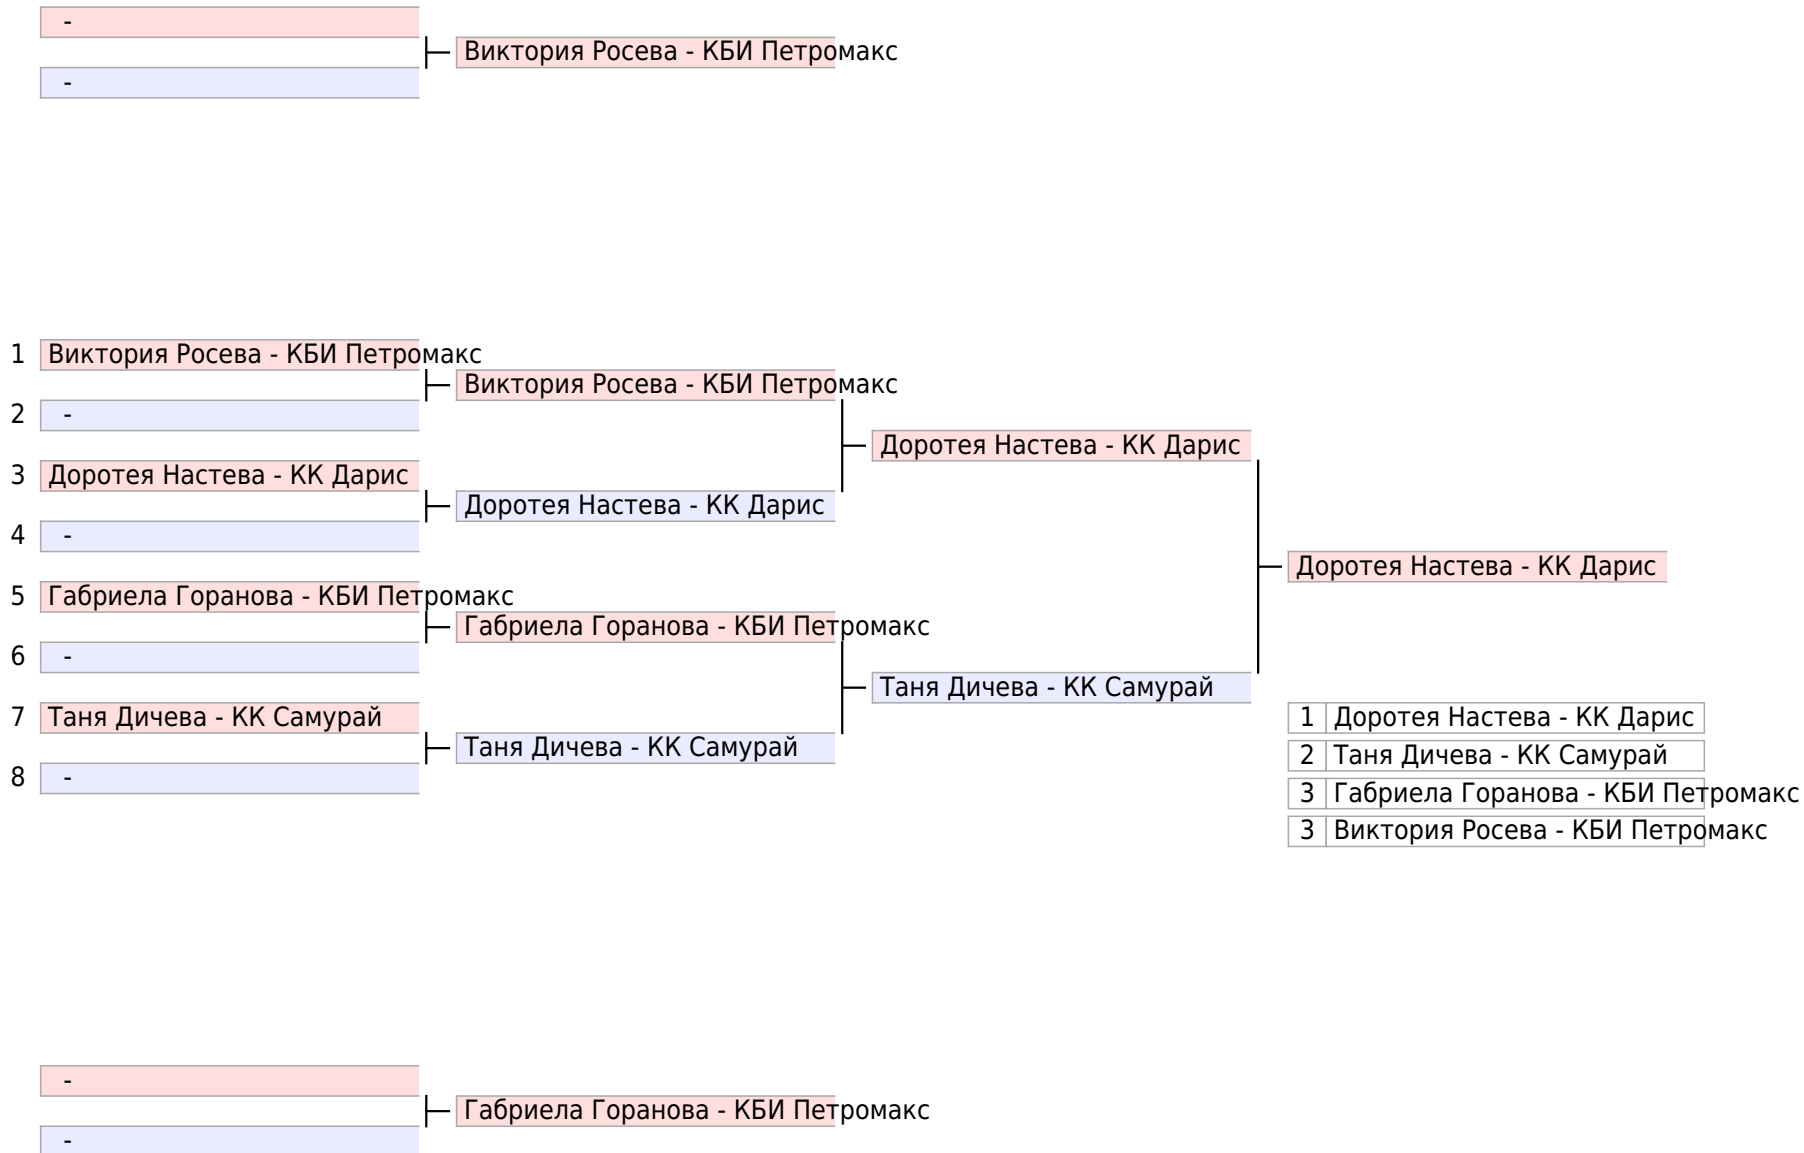 -
Виктория Росева - КБИ Петромакс
-
1 Виктория Росева - КБИ Петромакс
Виктория Росева - КБИ Петромакс
2 -
Доротея Настева - КК Дарис
3 Доротея Настева - КК Дарис
Доротея Настева - КК Дарис
4 -
Доротея Настева - КК Дарис
5 Габриела Горанова - КБИ Петромакс
Габриела Горанова - КБИ Петромакс
6 -
Таня Дичева - КК Самурай
7 Таня Дичева - КК Самурай
1 Доротея Настева - КК Дарис
Таня Дичева - КК Самурай
2 Таня Дичева - КК Самурай
8 -
3 Габриела Горанова - КБИ Петромакс
3 Виктория Росева - КБИ Петромакс
-
Габриела Горанова - КБИ Петромакс
-